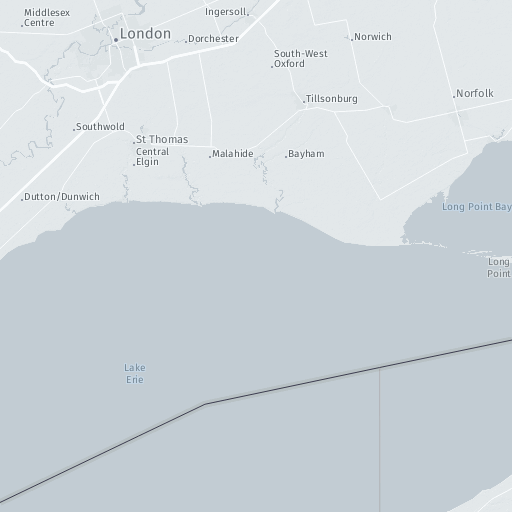 Middlesex
Centre
Ingersoll
London
Dorchester
Norwich
South-West
Oxford
Tillsonburg
Norfolk
Southwold
St Thomas
Central
Elgin
Malahide
Bayham
Dutton/Dunwich
Long Point Bay
Long
Point
Lake
Erie